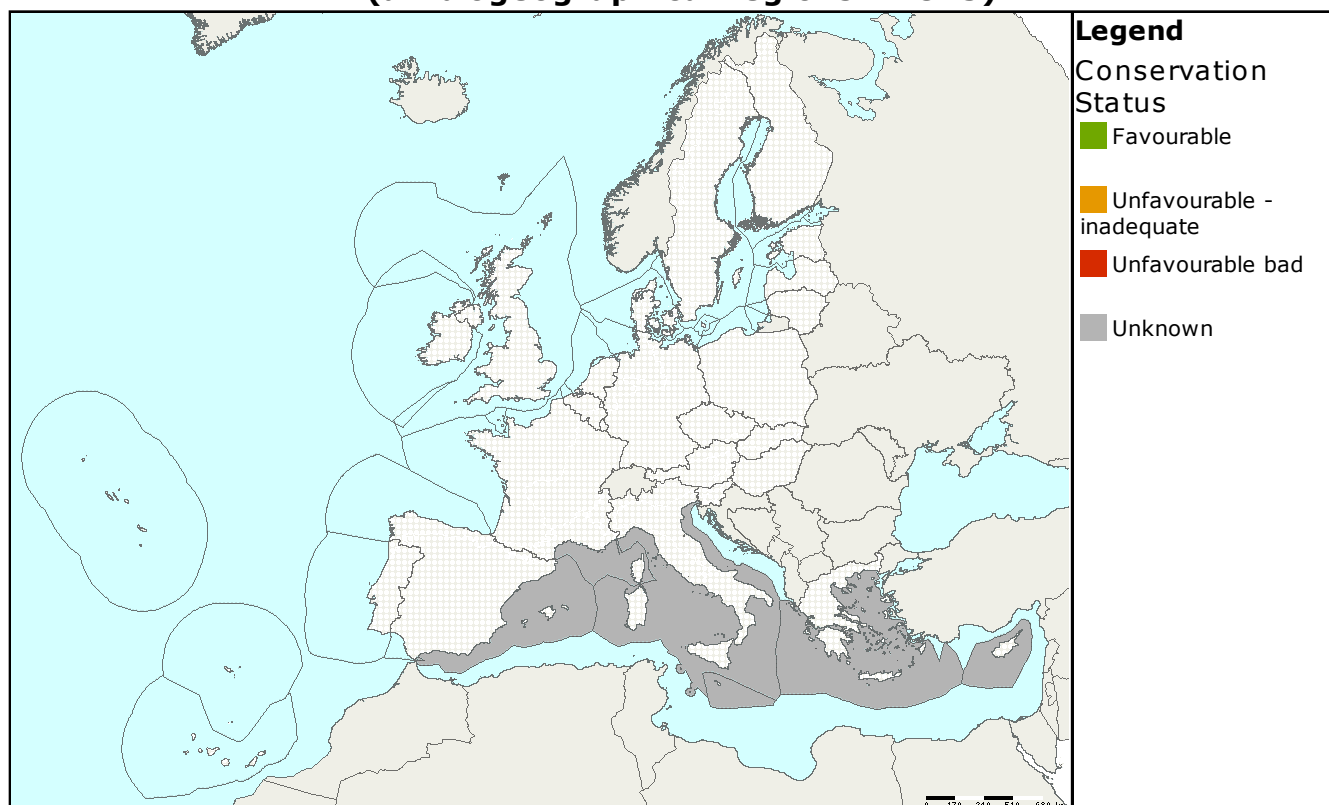 Legend
Conservation
Status
Favourable
Unfavourable -
inadequate
Unfavourable bad
Unknown